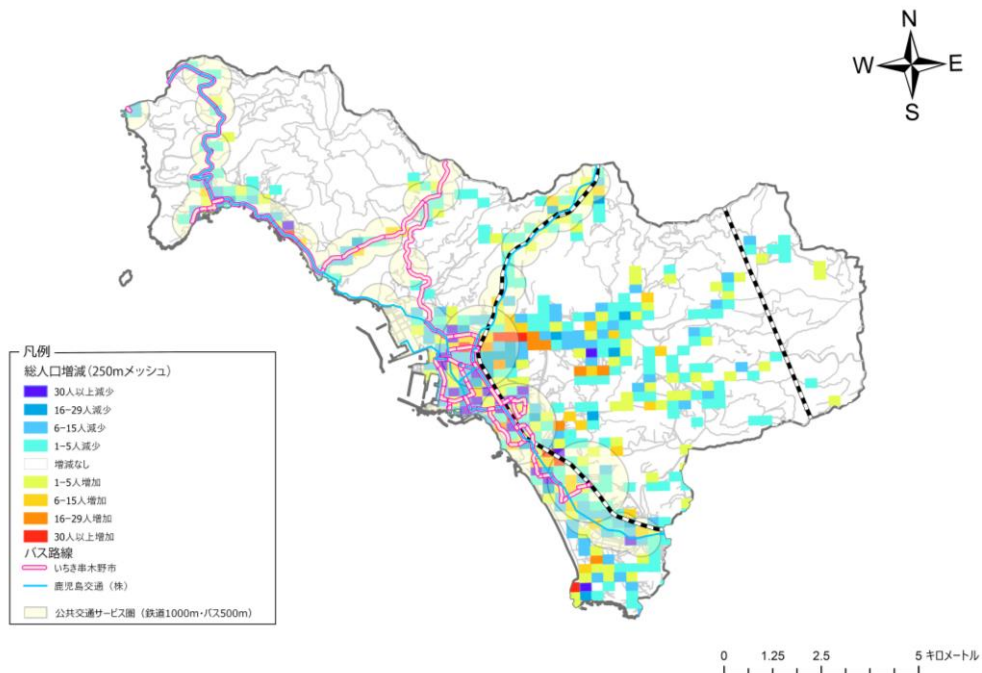 N
W E
S
凡例
総人口増減(250mメッシュ)
30人以上減少
16-29人減少
6-15人減少
1-5人減少
増減なし
1-5人増加
6-15人増加
16-29人増加
30人以上増加
バス路線
いちき串木野市
鹿児島交通(株)
公共交通サービス圏(鉄道1000m・バス500m)
0 1.25 2.5 5 キロメートル